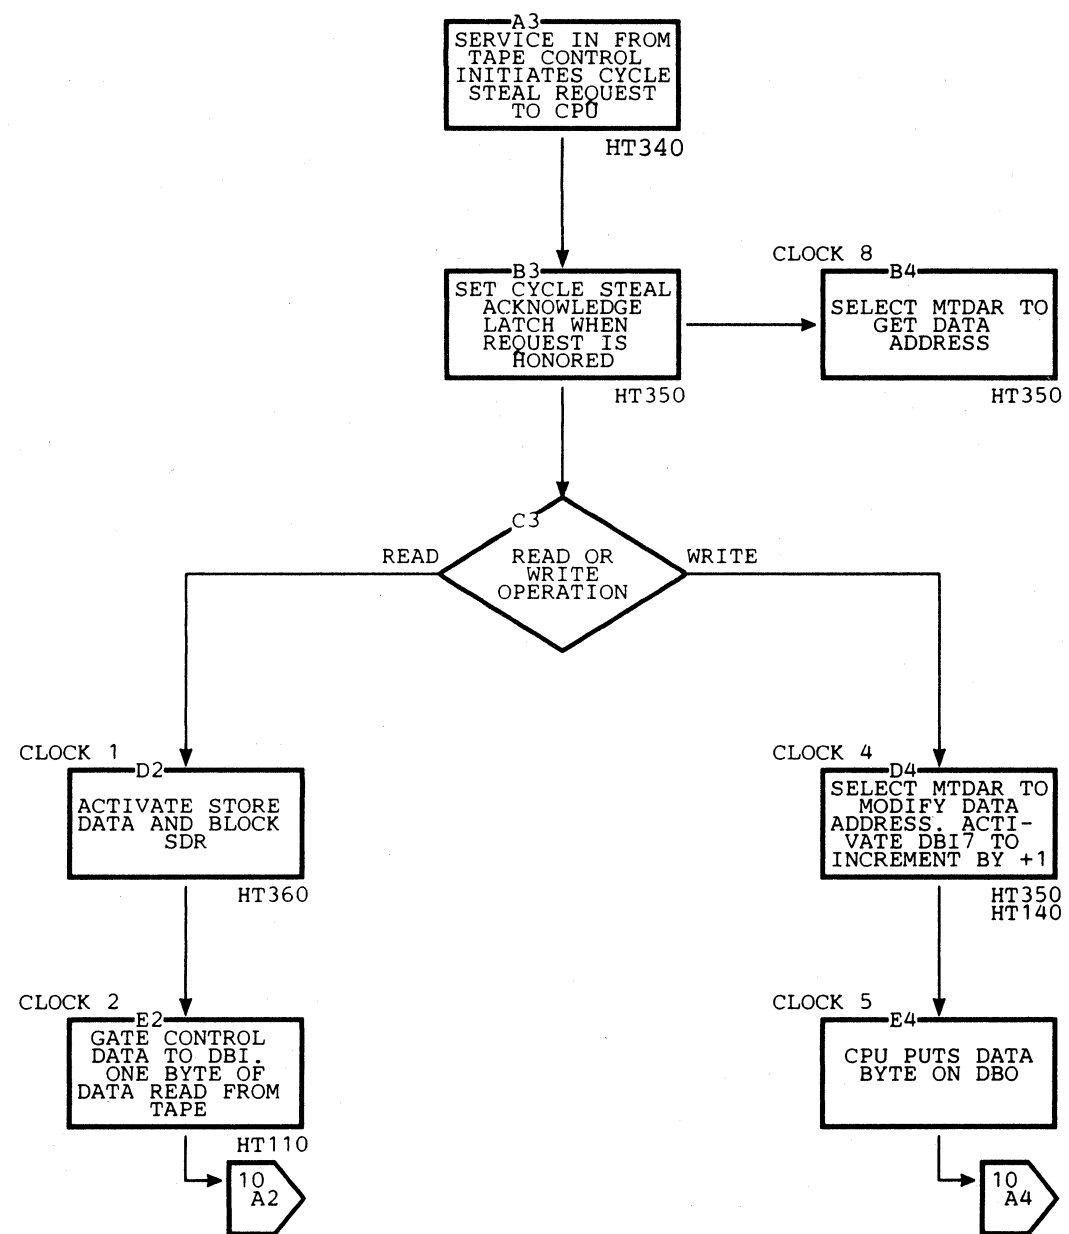 A3
SERVICE IN FROM
TAPE CONTROL
INITIATES CYCLE
STEAL REQUEST
TO CPU
HT340
B3
SET CYCLE STEAL
ACKNOWLEDGE
LATCH WHEN
REQUEST IS
HONORED
HT350
CLOCK 8
B4
SELECT MTDAR TO
GET DATA
ADDRESS
HT350
C3
READ OR
WRITE
OPERATION
READ
WRITE
CLOCK 1
D2
ACTIVATE STORE
DATA AND BLOCK
SDR
HT360
CLOCK 4
D4
SELECT MTDAR TO
MODIFY DATA
ADDRESS. ACTI-
VATE DBI7 TO
INCREMENT BY +1
HT350
HT140
CLOCK 2
E2
GATE CONTROL
DATA TO DBI.
ONE BYTE OF
DATA READ FROM
TAPE
HT110
10
A2
CLOCK 5
E4
CPU PUTS DATA
BYTE ON DBO
10
A4